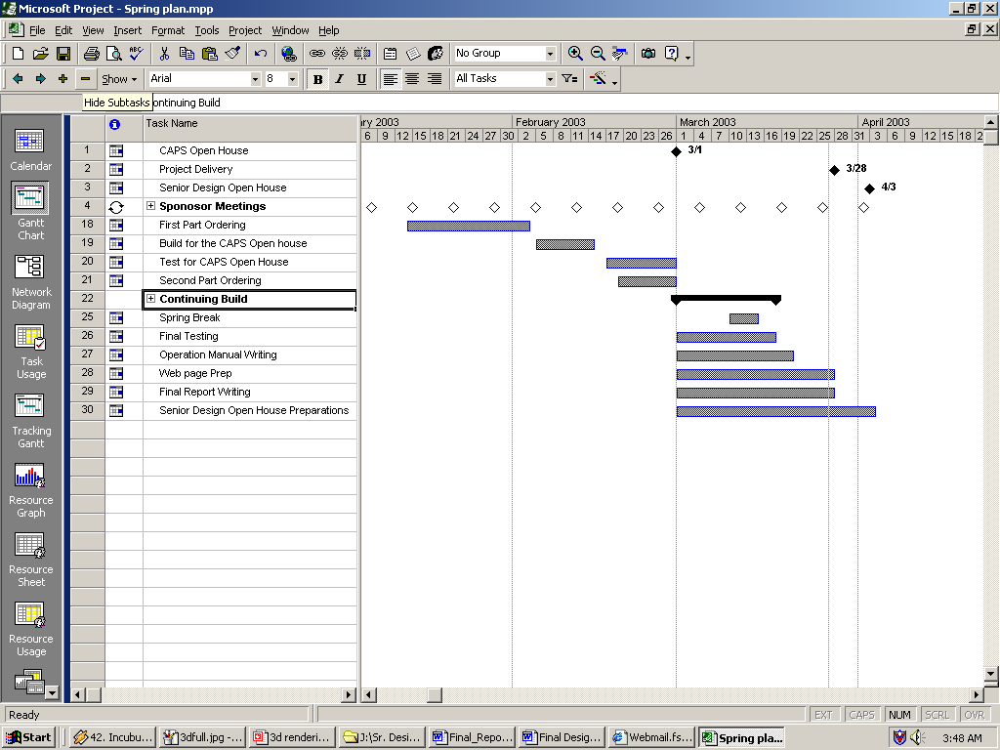 Microsoft Project - Spring plan.mpp
File Edit View Insert Format Tools Project Window Help
No Group
Show Arial 8 B I U All Tasks
Hide Subtasks ontinuing Build
Task Name
ry 2003 February 2003 March 2003 April 2003
6 9 12 15 18 21 24 27 30 2 5 8 11 14 17 20 23 26 1 4 7 10 13 16 19 22 25 28 31 3 6 9 12 15 18 2
1 CAPS Open House 3/1
2 Project Delivery 3/28
3 Senior Design Open House 4/3
4 Sponosor Meetings
18 First Part Ordering
19 Build for the CAPS Open house
20 Test for CAPS Open House
21 Second Part Ordering
22 Continuing Build
25 Spring Break
26 Final Testing
27 Operation Manual Writing
28 Web page Prep
29 Final Report Writing
30 Senior Design Open House Preparations
Calendar
Gantt
Chart
Network
Diagram
Task
Usage
Tracking
Gantt
Resource
Graph
Resource
Sheet
Resource
Usage
Ready EXT CAPS NUM SCRL OVR
Start 42. Incubu... 3dfull.jpg -... 3d renderi... J:\Sr. Desi... Final_Repo... Final Desig... Webmail.fs... Spring pla... 3:48 AM